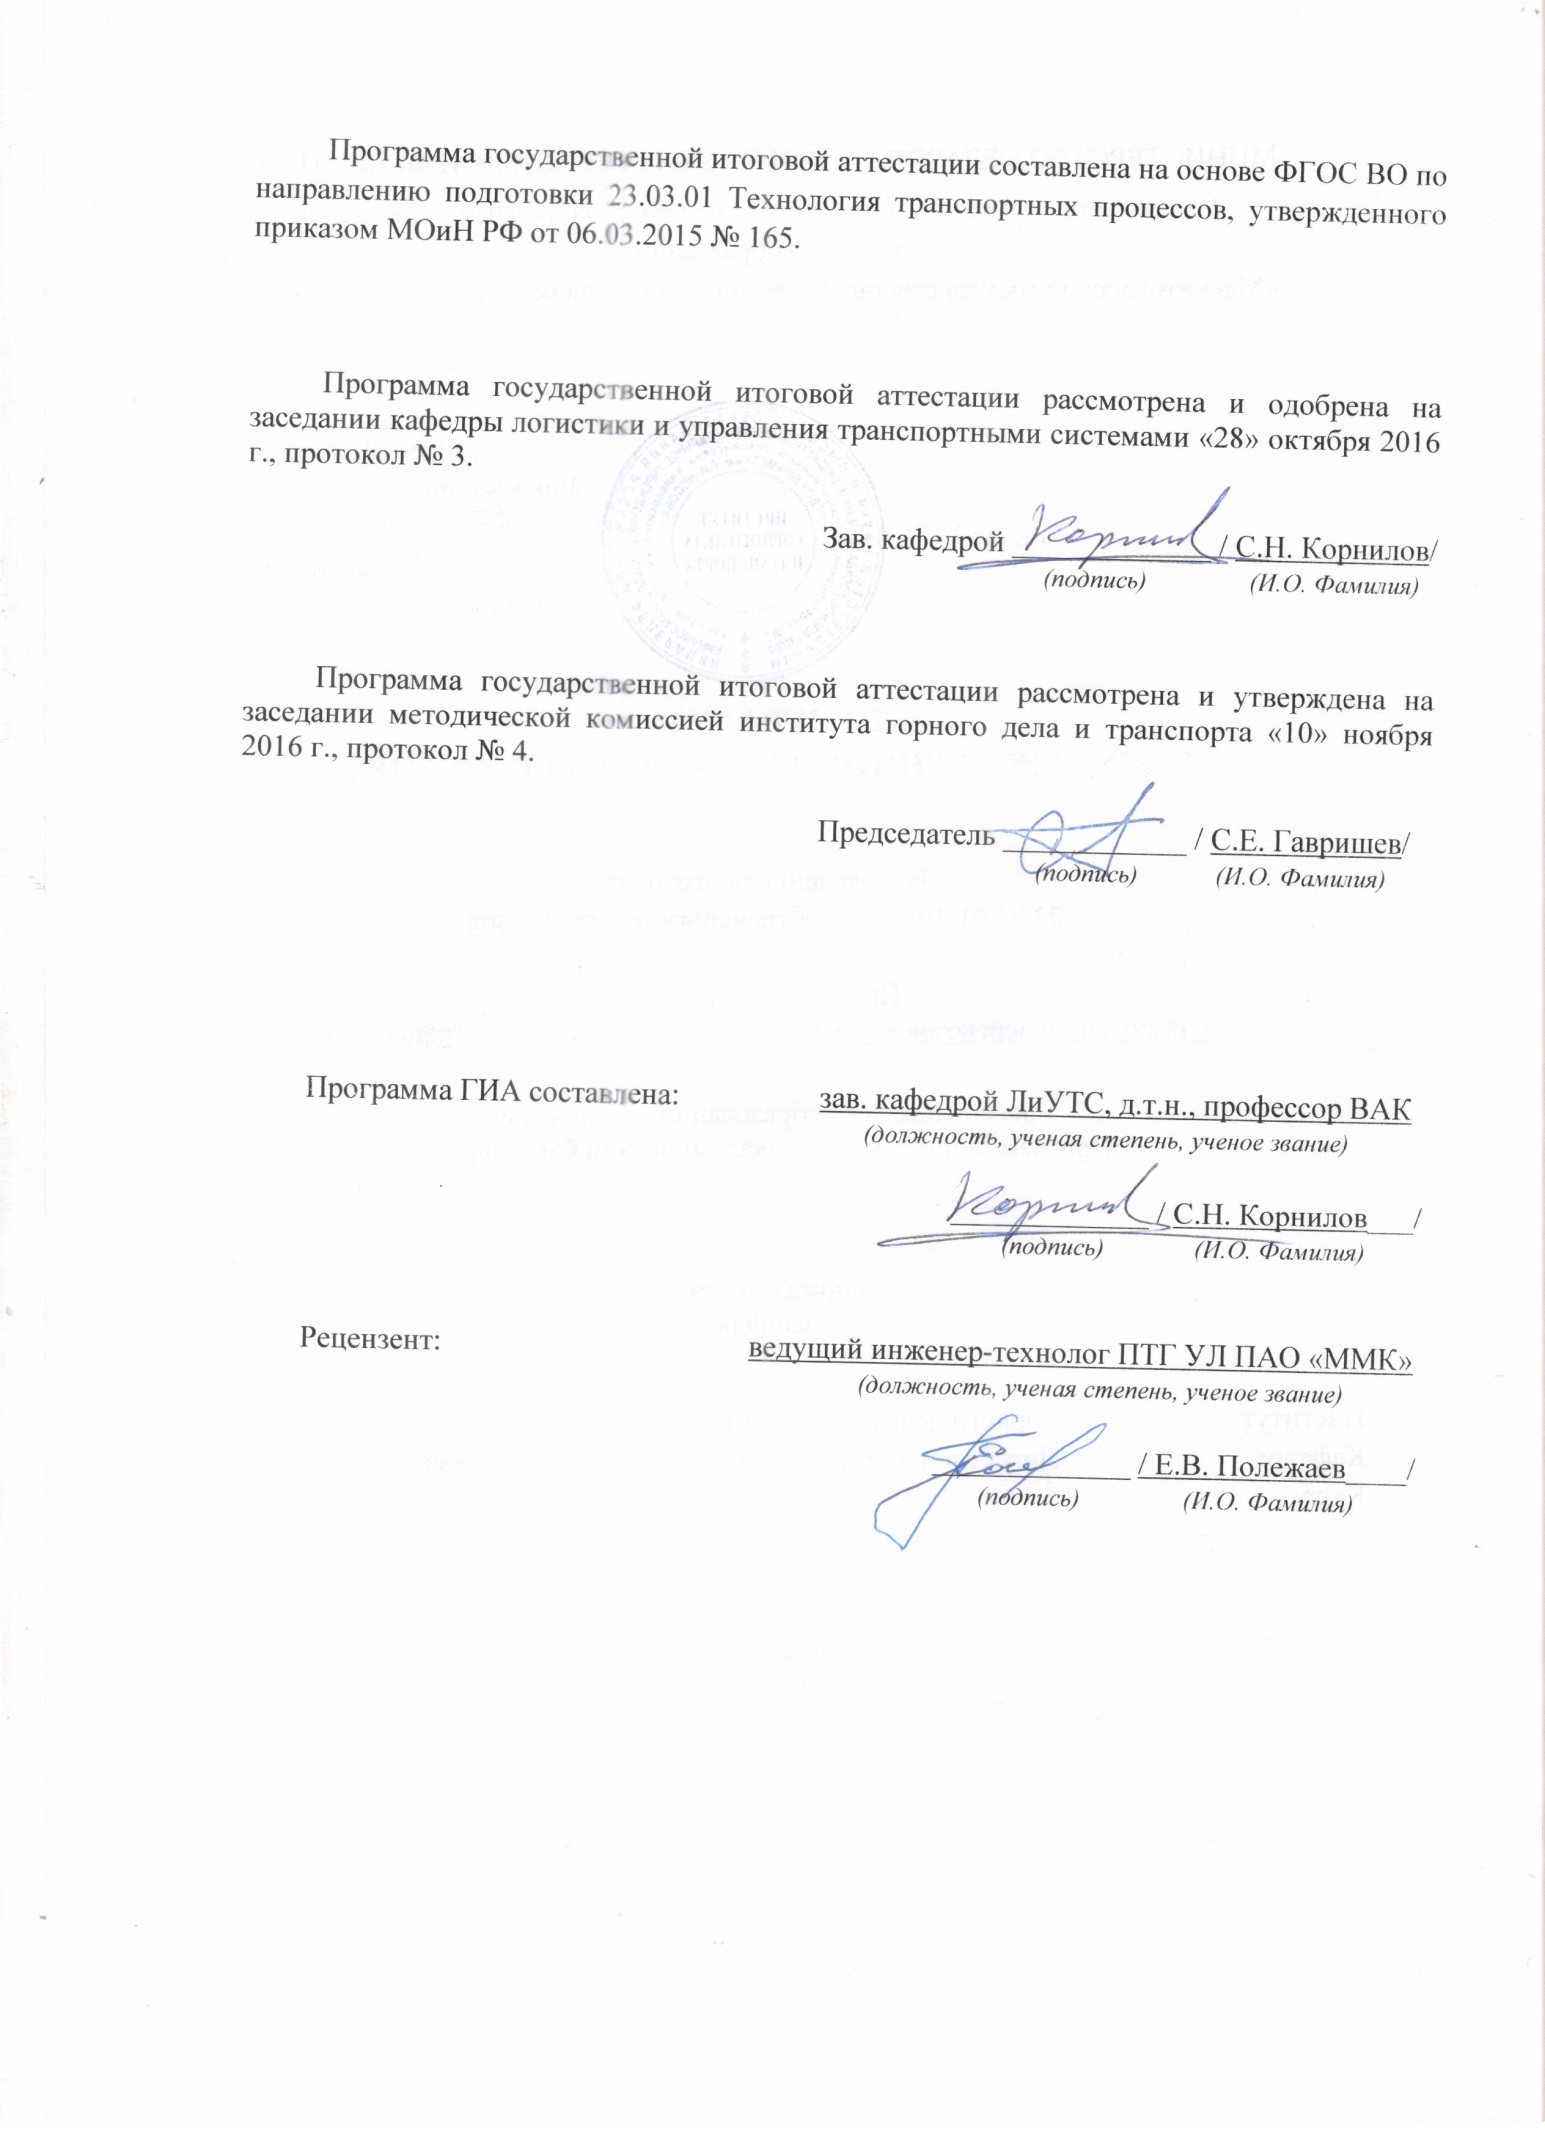 Программа государственной итоговой аттестации составлена на основе ФГОС ВО по
направлению подготовки 23.03.01 Технология транспортных процессов, утвержденного
приказом МОиН РФ от 06.03.2015 № 165.
Программа государственной итоговой аттестации рассмотрена и одобрена на
заседании кафедры логистики и управления транспортными системами «28» октября 2016
г., протокол № 3.
Зав. кафедрой / С.Н. Корнилов/
(подпись) (И.О. Фамилия)
Программа государственной итоговой аттестации рассмотрена и утверждена на
заседании методической комиссией института горного дела и транспорта «10» ноября
2016 г., протокол № 4.
Председатель / С.Е. Гавришев/
(подпись) (И.О. Фамилия)
Программа ГИА составлена: зав. кафедрой ЛиУТС, д.т.н., профессор ВАК
(должность, ученая степень, ученое звание)
/ С.Н. Корнилов /
(подпись) (И.О. Фамилия)
Рецензент: ведущий инженер-технолог ПТГ УЛ ПАО «ММК»
(должность, ученая степень, ученое звание)
/ Е.В. Полежаев /
(подпись) (И.О. Фамилия)